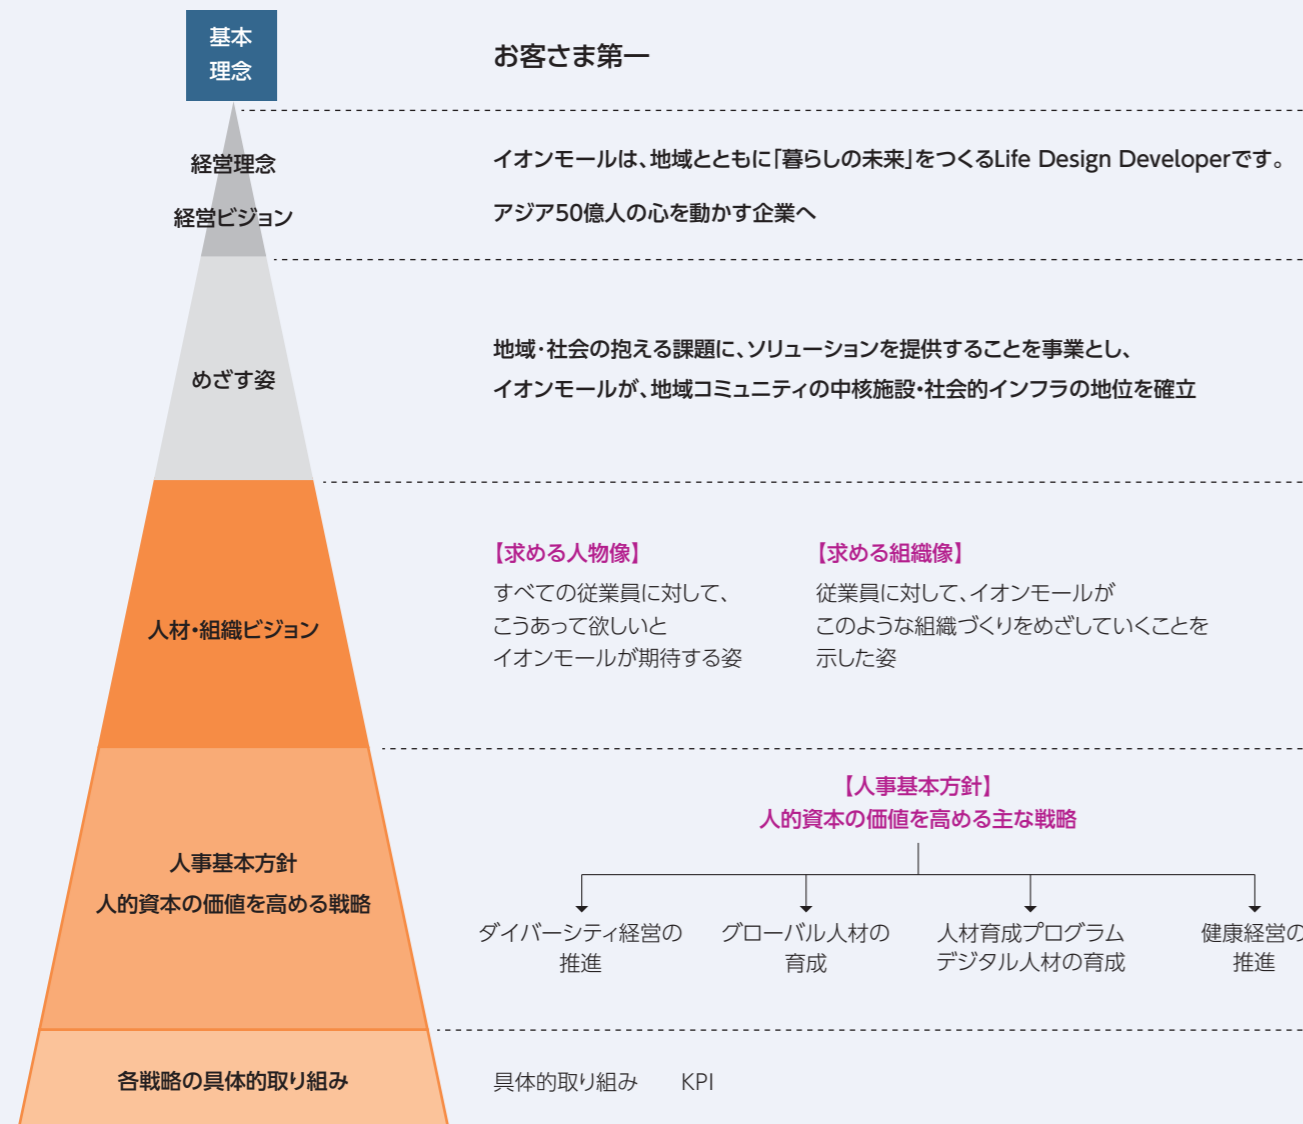 基本
理念
お客さま第一
経営理念
イオンモールは、地域とともに「暮らしの未来」をつくるLife Design Developerです。
経営ビジョン
アジア50億人の心を動かす企業へ
めざす姿
地域・社会の抱える課題に、ソリューションを提供することを事業とし、
イオンモールが、地域コミュニティの中核施設・社会的インフラの地位を確立
人材・組織ビジョン
【求める人物像】
すべての従業員に対して、
こうあって欲しいと
イオンモールが期待する姿
【求める組織像】
従業員に対して、イオンモールが
このような組織づくりをめざしていくことを
示した姿
人事基本方針
人的資本の価値を高める戦略
【人事基本方針】
人的資本の価値を高める主な戦略
ダイバーシティ経営の
推進
グローバル人材の
育成
人材育成プログラム
デジタル人材の育成
健康経営の
推進
各戦略の具体的取り組み
具体的取り組み KPI